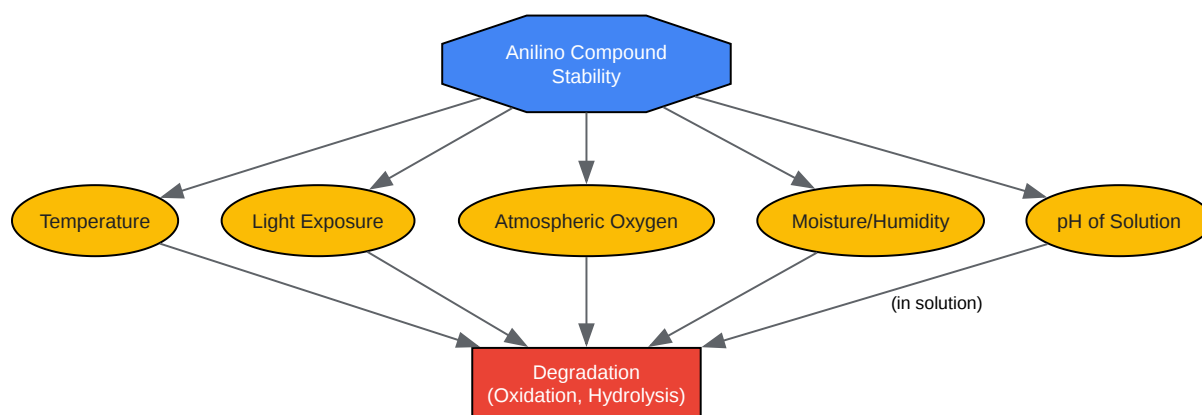 Anilino Compound
Stability
Temperature
Light Exposure
Atmospheric Oxygen
Moisture/Humidity
pH of Solution
(in solution)
Degradation
(Oxidation, Hydrolysis)